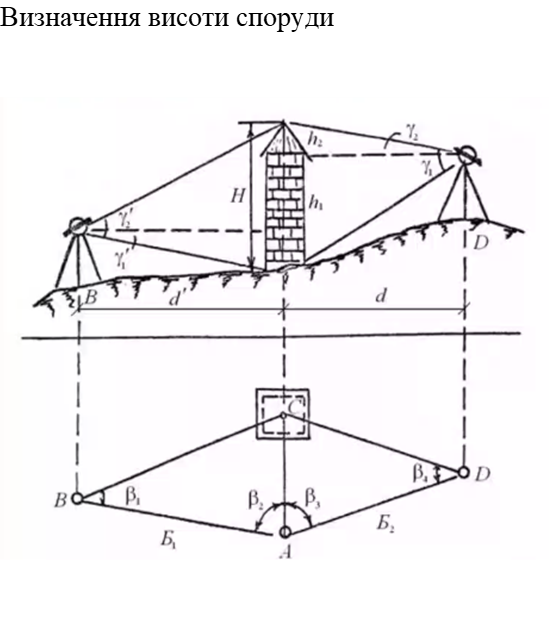 Визначення висоти споруди
h₂
γ₂
γ₁
H
h₁
γ₂′
γ₁′
D
B
d′
d
C
B
β₁
β₂
β₃
β₄
D
Б₁
Б₂
A